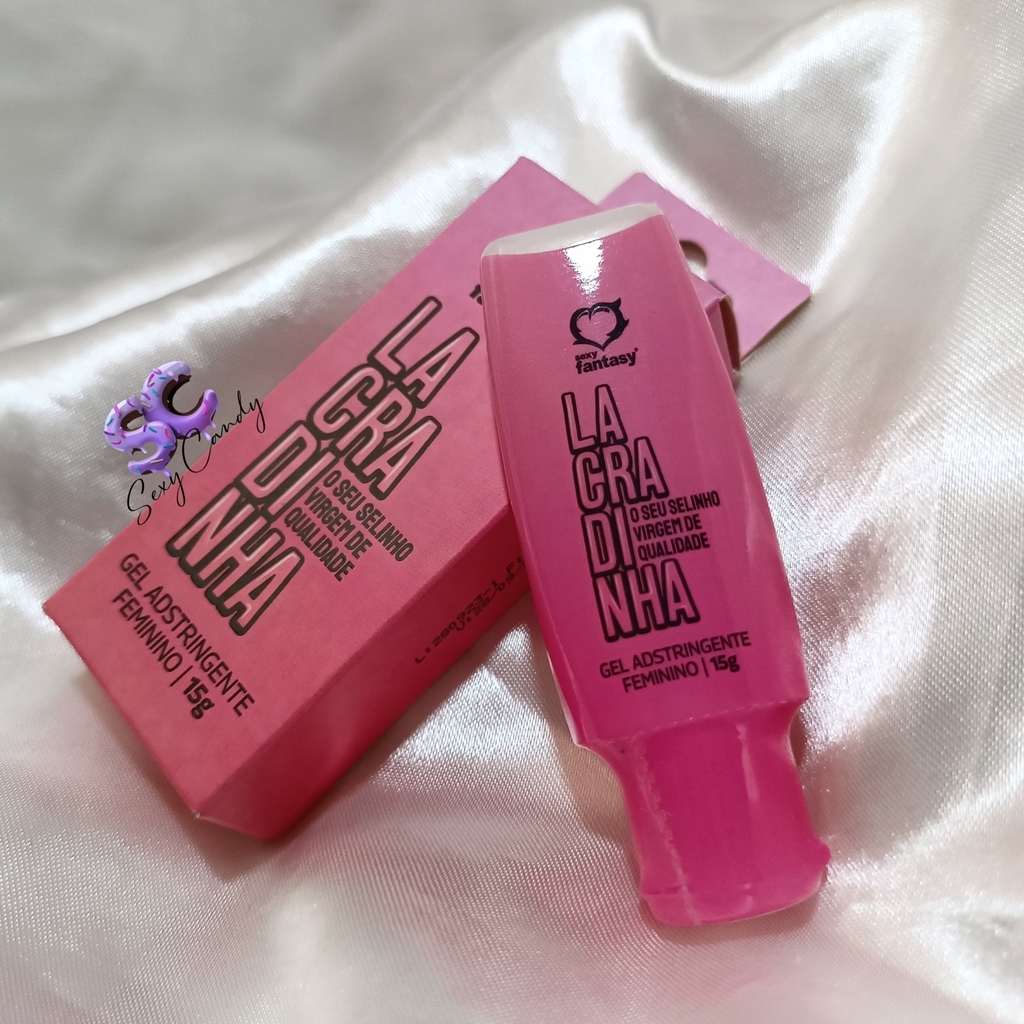 LA
CRA
DI
NHA
O SEU SELINHO
VIRGEM DE
QUALIDADE
GEL ADSTRINGENTE
FEMININO | 15g
SC
Sexy Candy
sexy
fantasy®
LA
CRA
DI
NHA
O SEU SELINHO
VIRGEM DE
QUALIDADE
GEL ADSTRINGENTE
FEMININO | 15g